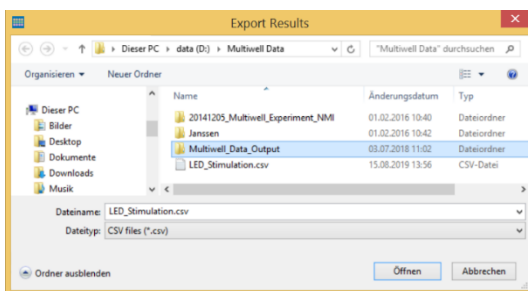 Export Results
Dieser PC ▸ data (D:) ▸ Multiwell Data
"Multiwell Data" durchsuchen
Organisieren Neuer Ordner
Name Änderungsdatum Typ
Dieser PC
Bilder
Desktop
Dokumente
Downloads
Musik
20141205_Multiwell_Experiment_NMI 01.02.2016 10:40 Dateiordner
Janssen 01.02.2016 10:42 Dateiordner
Multiwell_Data_Output 03.07.2018 11:02 Dateiordner
LED_Stimulation.csv 15.08.2019 13:56 CSV-Datei
Dateiname: LED_Stimulation.csv
Dateityp: CSV files (*.csv)
Ordner ausblenden
Öffnen Abbrechen